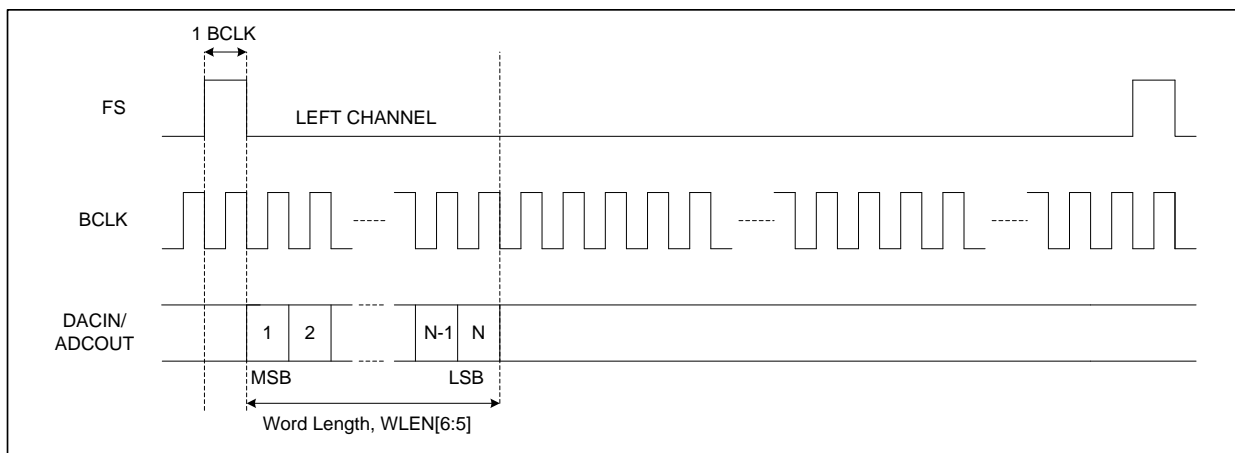 1 BCLK
FS
LEFT CHANNEL
BCLK
DACIN/
ADCOUT
1 2 N-1 N
MSB LSB
Word Length, WLEN[6:5]